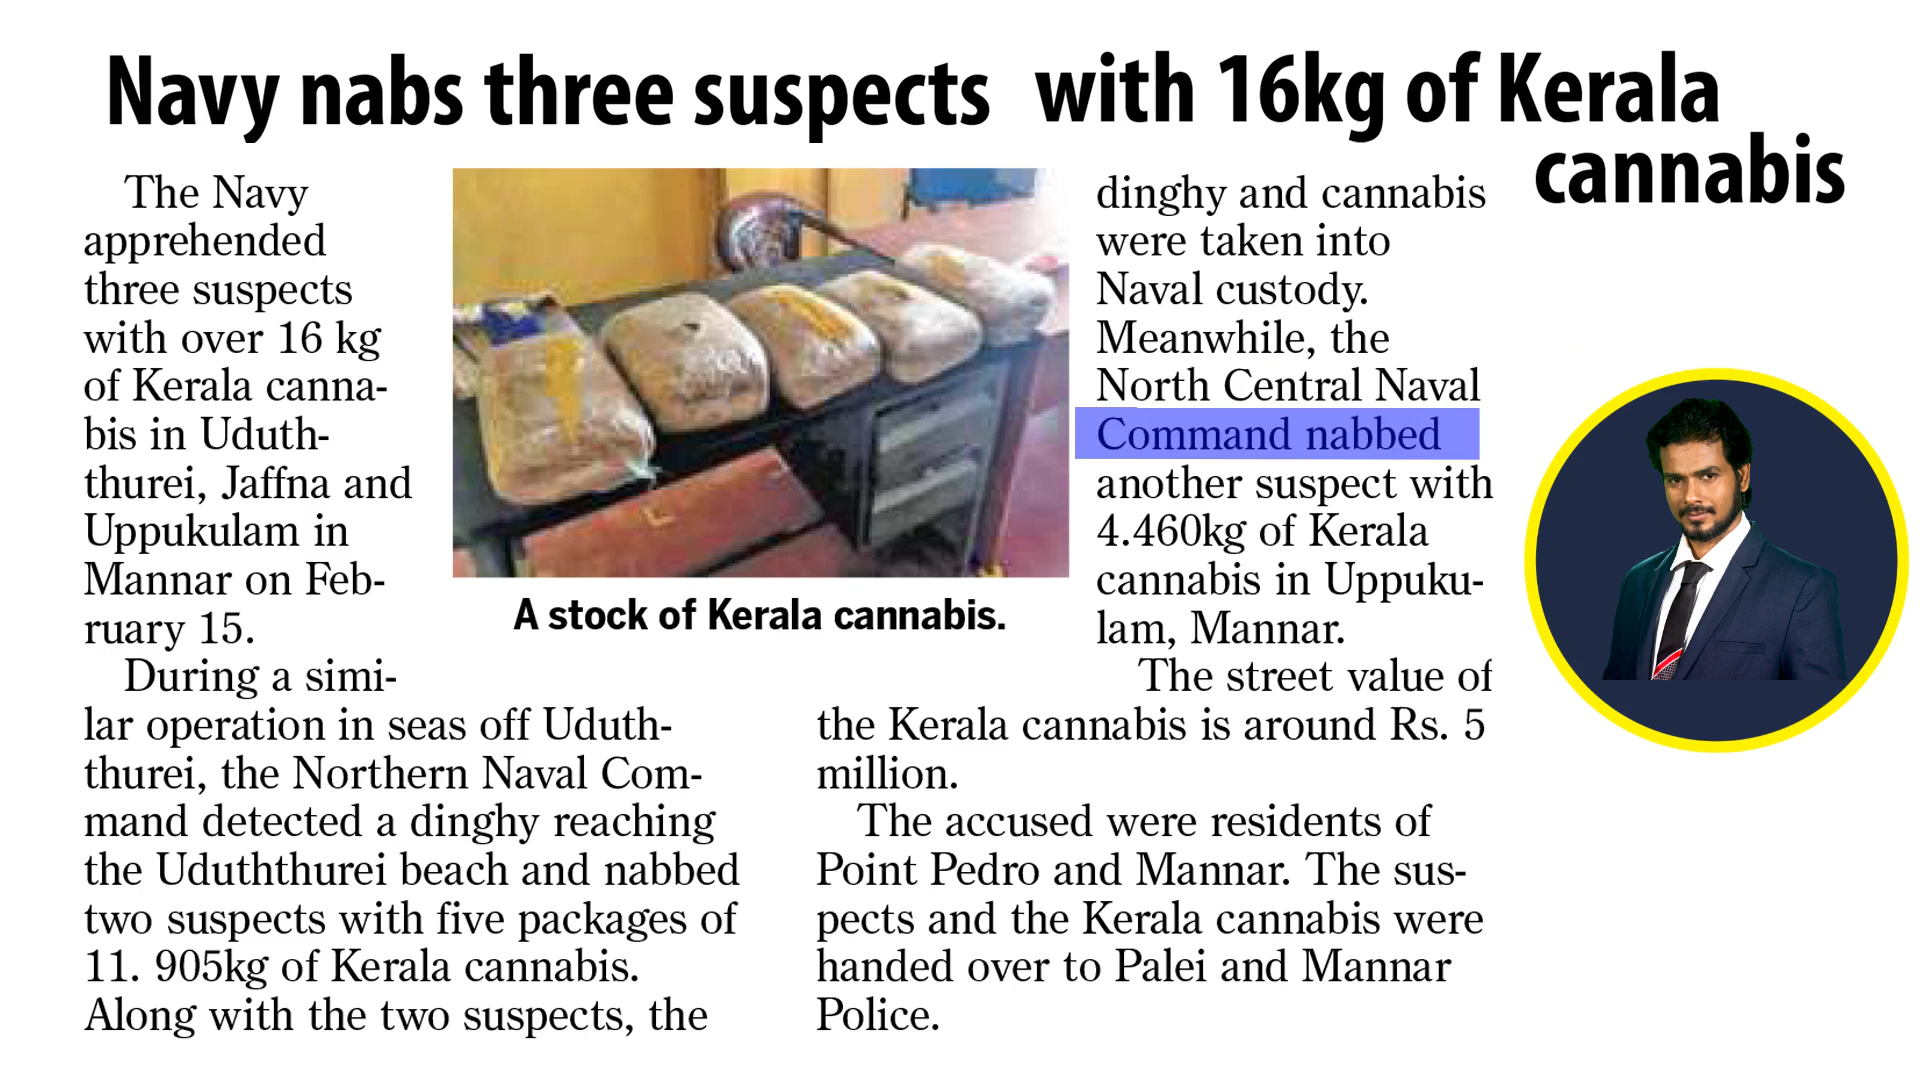 Navy nabs three suspects with 16kg of Kerala
cannabis
The Navy
apprehended
three suspects
with over 16 kg
of Kerala canna-
bis in Uduth-
thurei, Jaffna and
Uppukulam in
Mannar on Feb-
ruary 15.
During a simi-
lar operation in seas off Uduth-
thurei, the Northern Naval Com-
mand detected a dinghy reaching
the Uduththurei beach and nabbed
two suspects with five packages of
11. 905kg of Kerala cannabis.
Along with the two suspects, the
A stock of Kerala cannabis.
dinghy and cannabis
were taken into
Naval custody.
Meanwhile, the
North Central Naval
Command nabbed
another suspect with
4.460kg of Kerala
cannabis in Uppuku-
lam, Mannar.
The street value of
the Kerala cannabis is around Rs. 5
million.
The accused were residents of
Point Pedro and Mannar. The sus-
pects and the Kerala cannabis were
handed over to Palei and Mannar
Police.